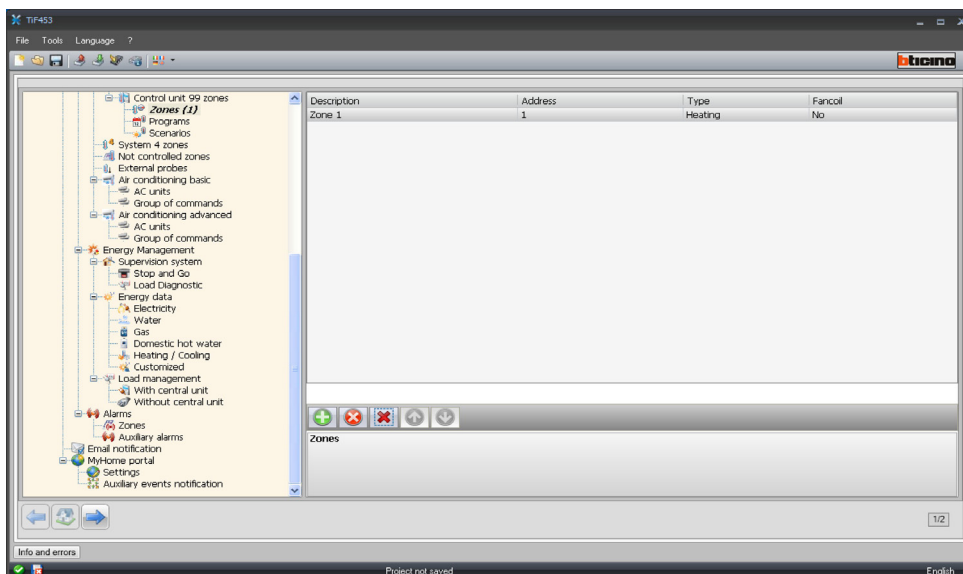 TiF453
File Tools Language ?
bticino
Control unit 99 zones
Zones (1)
Programs
Scenarios
System 4 zones
Not controlled zones
External probes
Air conditioning basic
AC units
Group of commands
Air conditioning advanced
AC units
Group of commands
Energy Management
Supervision system
Stop and Go
Load Diagnostic
Energy data
Electricity
Water
Gas
Domestic hot water
Heating / Cooling
Customized
Load management
With central unit
Without central unit
Alarms
Zones
Auxiliary alarms
Email notification
MyHome portal
Settings
Auxiliary events notification
Description Address Type Fancoil
Zone 1 1 Heating No
Zones
1/2
Info and errors
Project not saved English